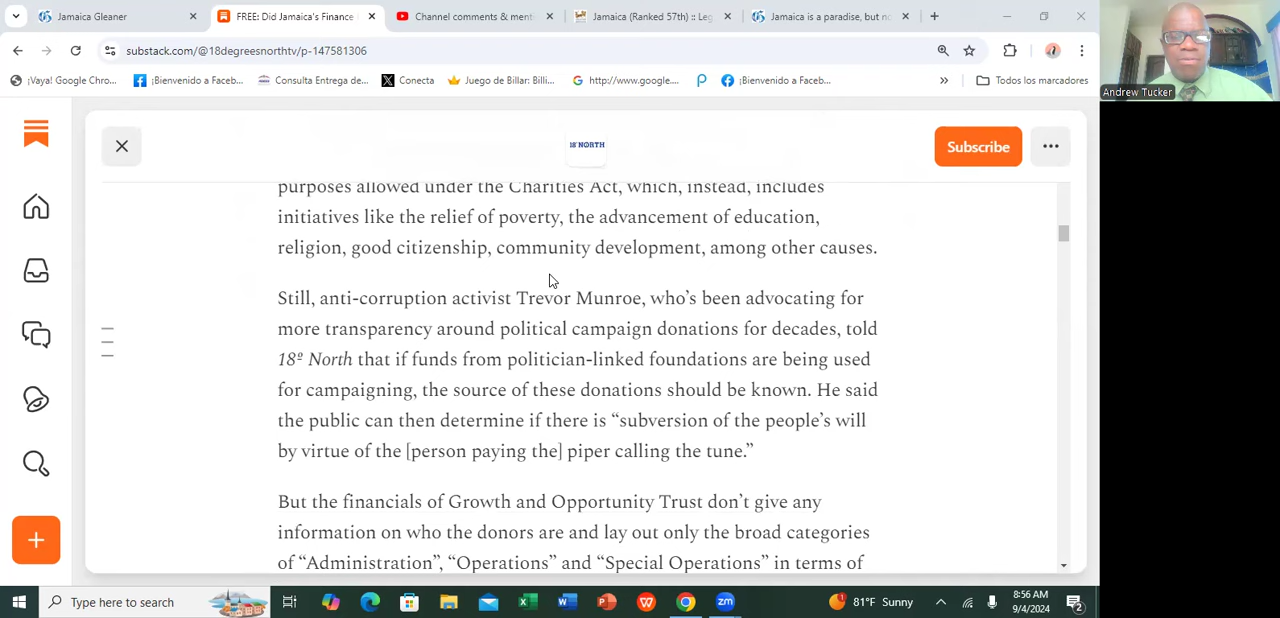 Jamaica Gleaner
FREE: Did Jamaica's Finance
Channel comments & menti
Jamaica (Ranked 57th) :: Leg
Jamaica is a paradise, but no
substack.com/@18degreesnorthtv/p-147581306
¡Vaya! Google Chro...
¡Bienvenido a Faceb...
Consulta Entrega de...
Conecta
Juego de Billar: Billi...
http://www.google....
¡Bienvenido a Faceb...
»
Todos los marcadores
Andrew Tucker
18° NORTH
Subscribe
purposes allowed under the Charities Act, which, instead, includes
initiatives like the relief of poverty, the advancement of education,
religion, good citizenship, community development, among other causes.
Still, anti-corruption activist Trevor Munroe, who's been advocating for
more transparency around political campaign donations for decades, told
18º North that if funds from politician-linked foundations are being used
for campaigning, the source of these donations should be known. He said
the public can then determine if there is “subversion of the people's will
by virtue of the [person paying the] piper calling the tune.”
But the financials of Growth and Opportunity Trust don't give any
information on who the donors are and lay out only the broad categories
of “Administration”, “Operations” and “Special Operations” in terms of
Type here to search
81°F Sunny
8:56 AM
9/4/2024
2